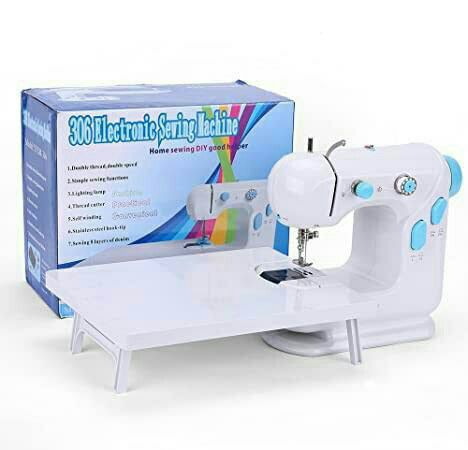 306 Electronic Sewing Machine
Home sewing DIY good helper
1.Double thread,double speed
2.Simple sewing functions
3.Lighting lamp
4.Thread cutter
5.Self winding
6.Stainless steel hook-tip
7.Sewing 8 layers of denim
Practical
Convenient